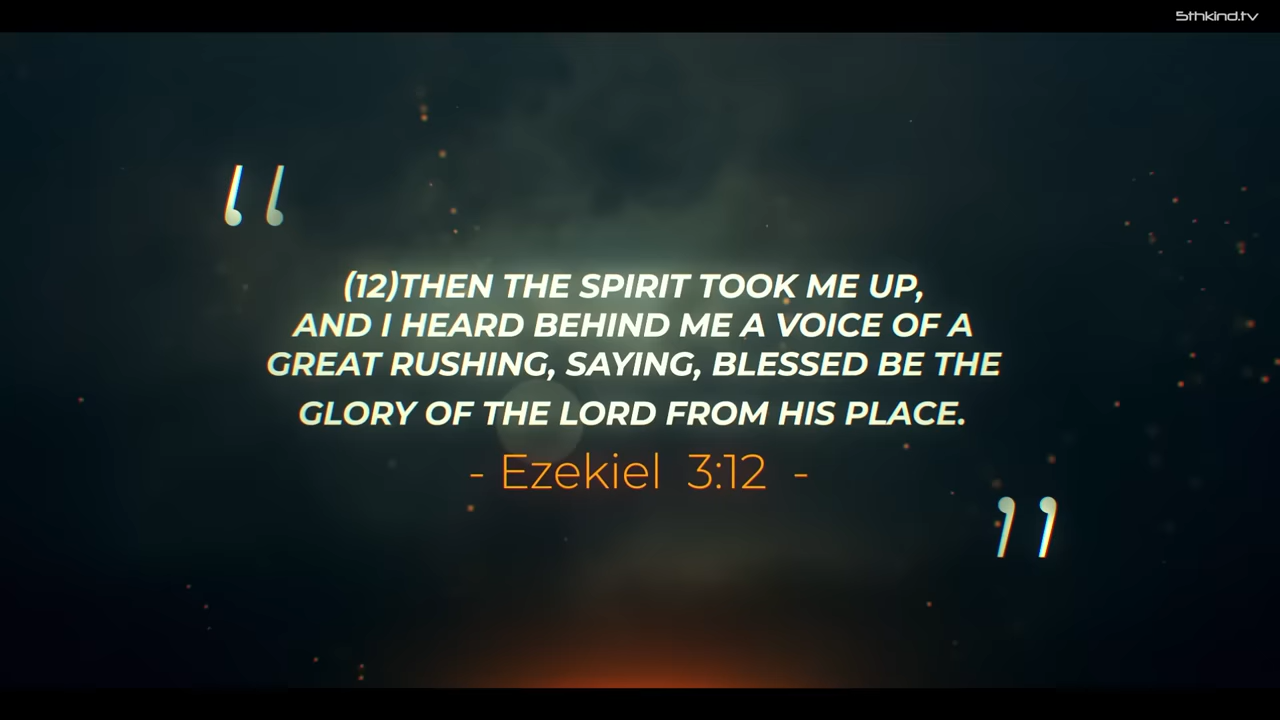 5thkind.tv
“
(12)THEN THE SPIRIT TOOK ME UP,
AND I HEARD BEHIND ME A VOICE OF A
GREAT RUSHING, SAYING, BLESSED BE THE
GLORY OF THE LORD FROM HIS PLACE.
- Ezekiel 3:12 -
”